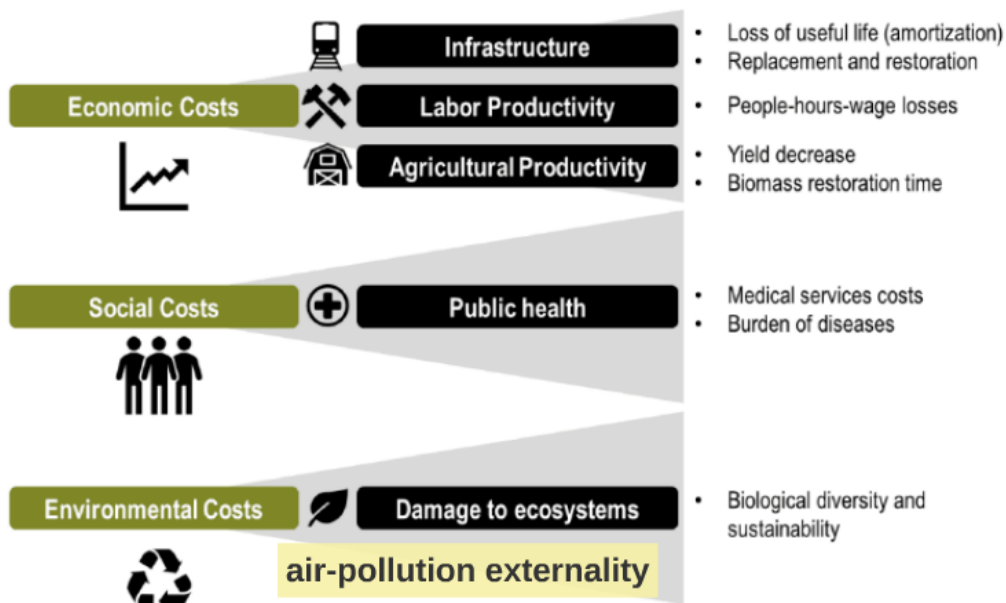 Infrastructure
• Loss of useful life (amortization)
• Replacement and restoration
Economic Costs
Labor Productivity
• People-hours-wage losses
Agricultural Productivity
• Yield decrease
• Biomass restoration time
Social Costs
Public health
• Medical services costs
• Burden of diseases
Environmental Costs
Damage to ecosystems
• Biological diversity and
sustainability
air-pollution externality